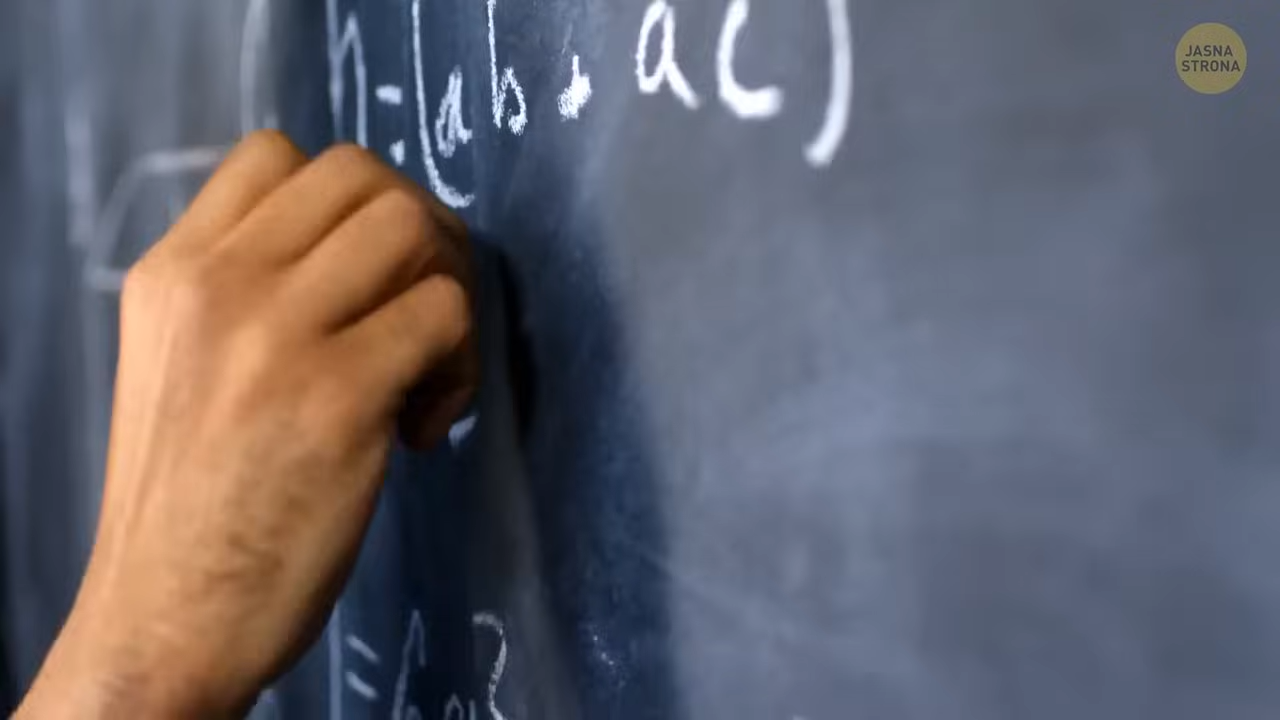 JASNA
STRONA
n = (ab. ac)